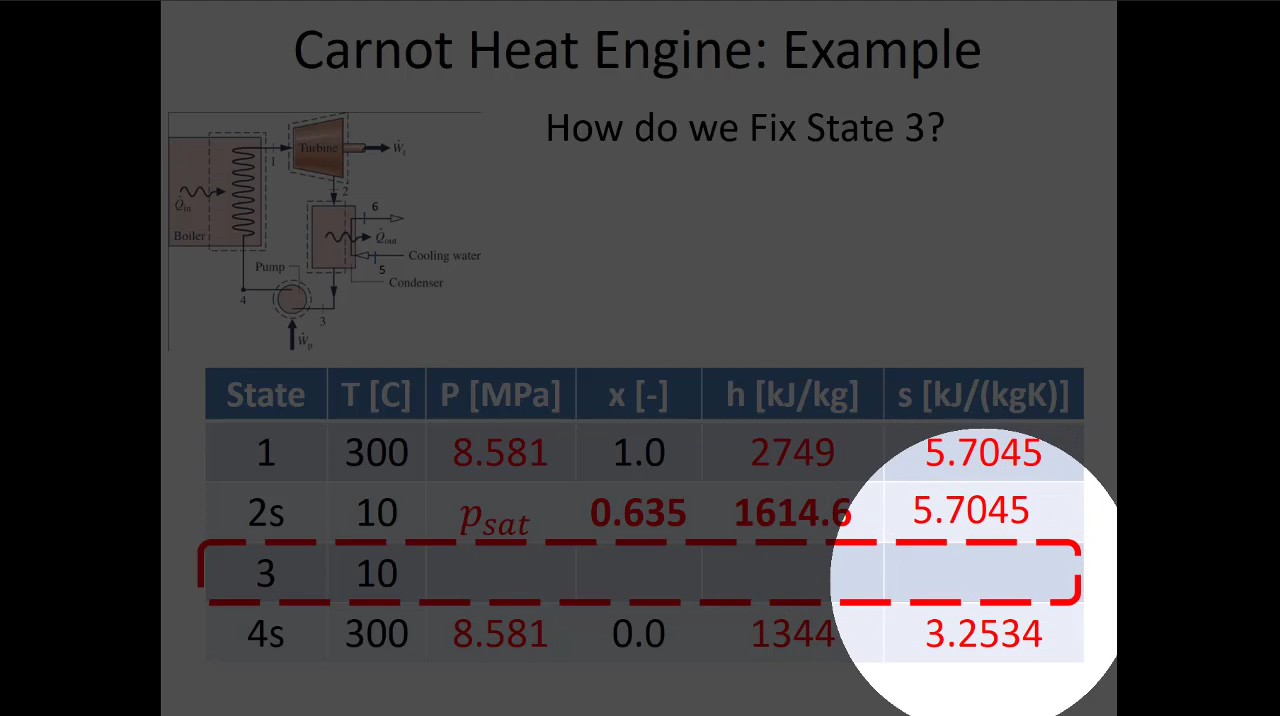 Carnot Heat Engine: Example
How do we Fix State 3?
Turbine
Ẇt
1
2
Q̇in
6
Q̇out
Boiler
Cooling water
5
Pump
Condenser
4
3
Ẇp
State T [C] P [MPa] x [-] h [kJ/kg] s [kJ/(kgK)]
1 300 8.581 1.0 2749 5.7045
2s 10 psat 0.635 1614.6 5.7045
3 10
4s 300 8.581 0.0 1344 3.2534